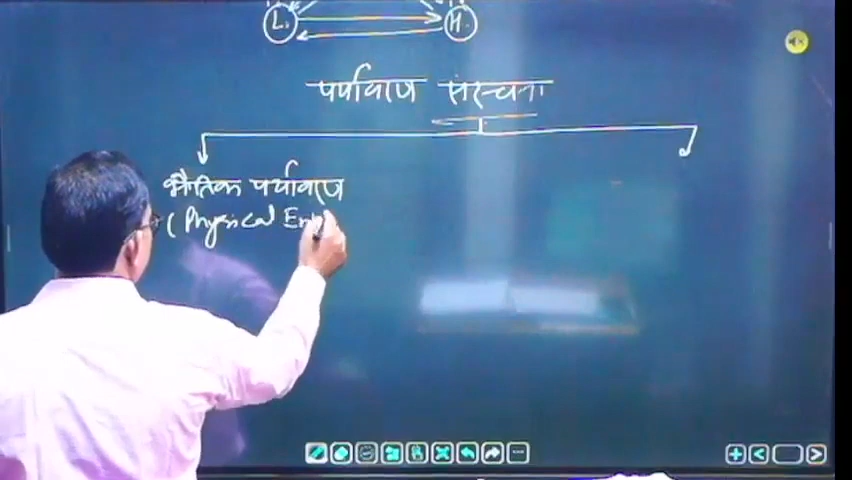 L. H.
पर्यावरण संरचना
भौतिक पर्यावरण
(Physical En